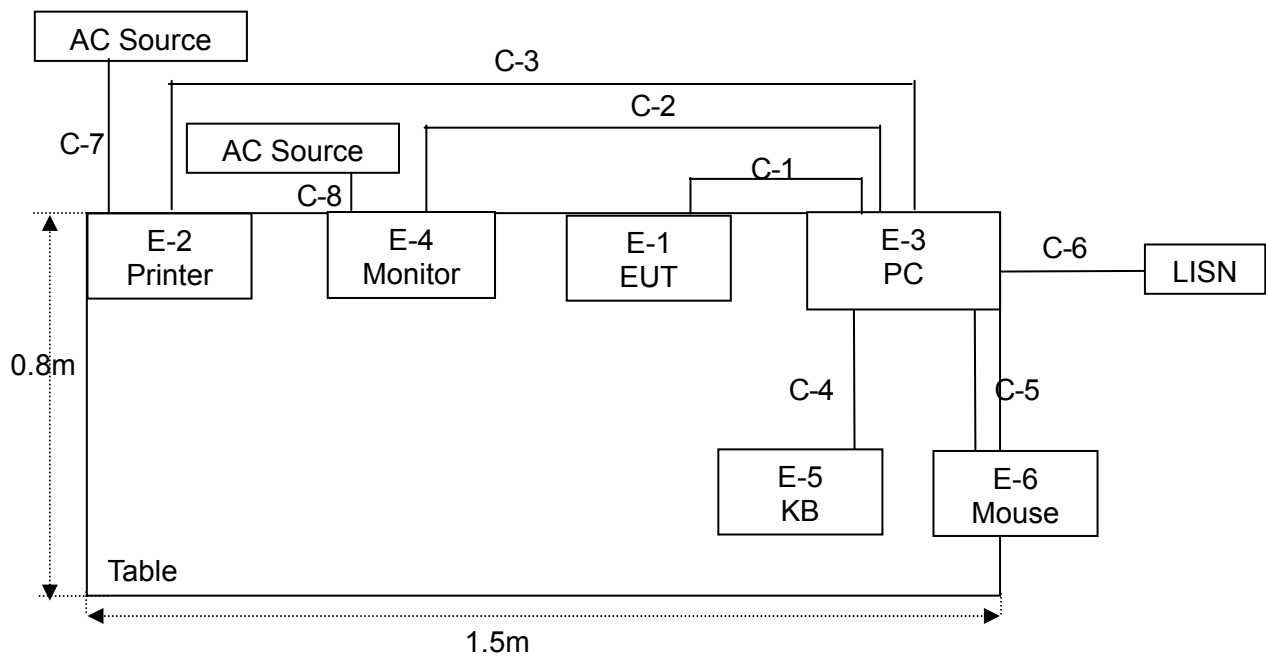 AC Source
C-3
C-2
C-7
AC Source
C-1
C-8
E-2
Printer
E-4
Monitor
E-1
EUT
E-3
PC
C-6
LISN
0.8m
C-4
C-5
E-5
KB
E-6
Mouse
Table
1.5m